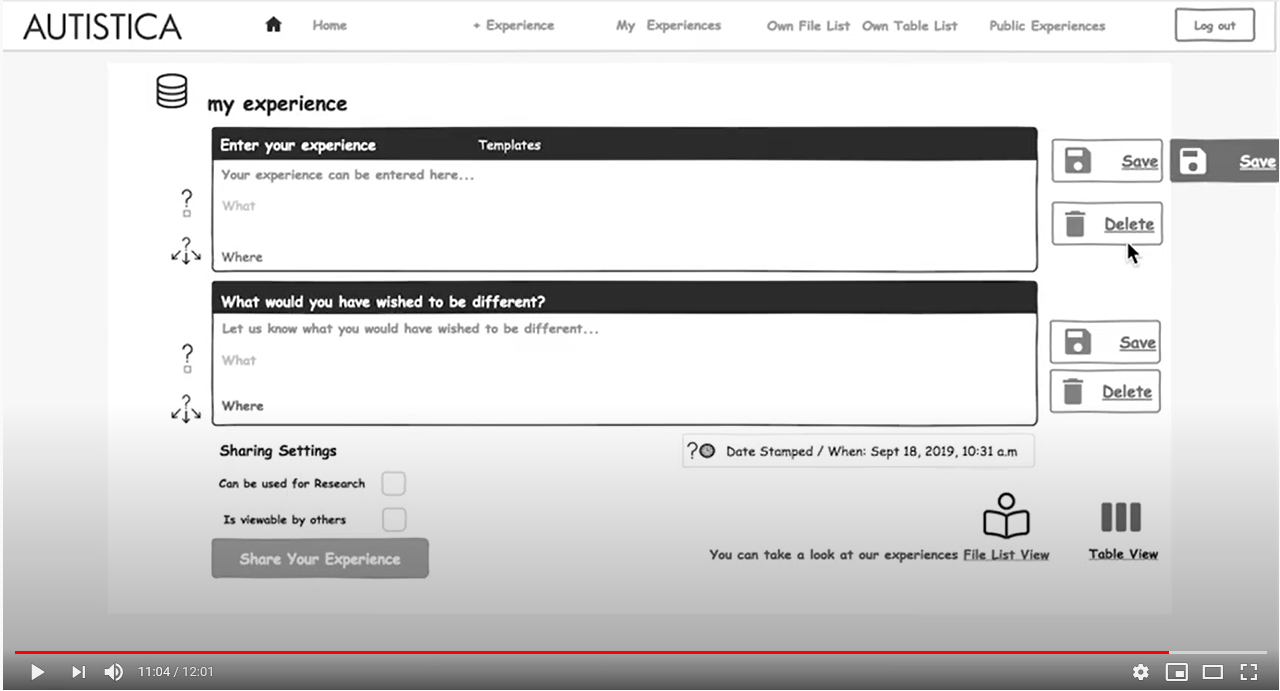 AUTISTICA Home + Experience My Experiences Own File List Own Table List Public Experiences Log out
my experience
Enter your experience Templates
Your experience can be entered here...
Save Save
? What
Delete
? Where
What would you have wished to be different?
Let us know what you would have wished to be different...
Save
? What
Delete
? Where
Sharing Settings
? Date Stamped / When: Sept 18, 2019, 10:31 a.m
Can be used for Research
Is viewable by others
Share Your Experience
You can take a look at our experiences File List View Table View
11:04 / 12:01